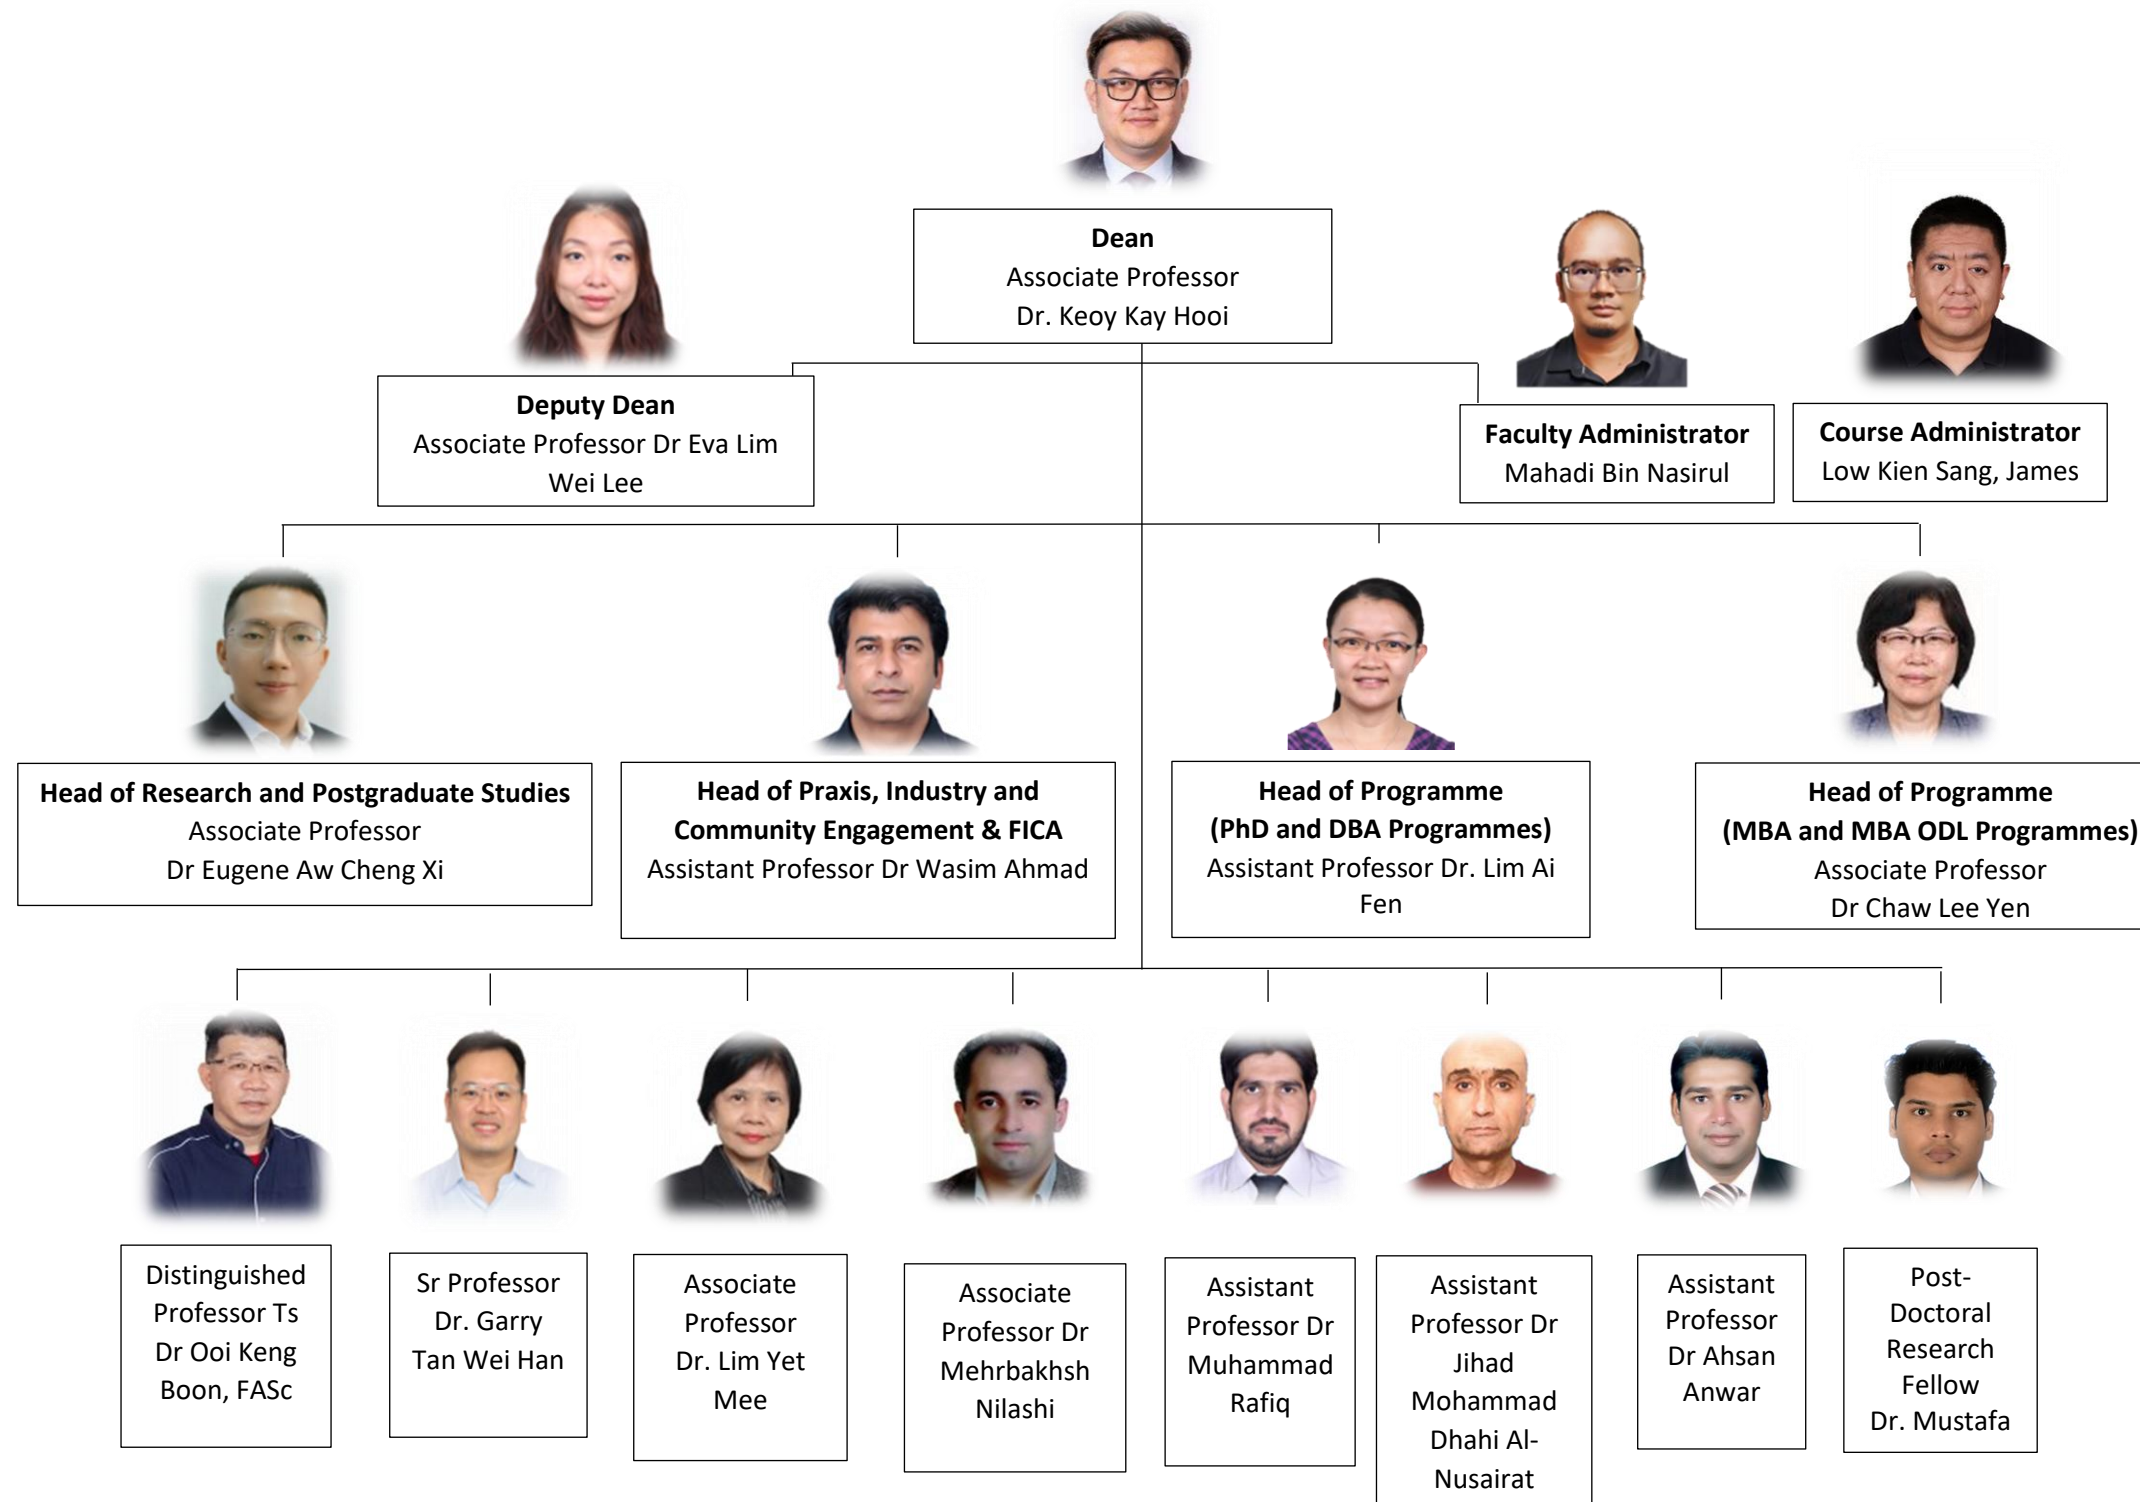 Dean
Associate Professor
Dr. Keoy Kay Hooi
Deputy Dean
Associate Professor Dr Eva Lim
Wei Lee
Faculty Administrator
Mahadi Bin Nasirul
Course Administrator
Low Kien Sang, James
Head of Research and Postgraduate Studies
Associate Professor
Dr Eugene Aw Cheng Xi
Head of Praxis, Industry and
Community Engagement & FICA
Assistant Professor Dr Wasim Ahmad
Head of Programme
(PhD and DBA Programmes)
Assistant Professor Dr. Lim Ai
Fen
Head of Programme
(MBA and MBA ODL Programmes)
Associate Professor
Dr Chaw Lee Yen
Distinguished
Professor Ts
Dr Ooi Keng
Boon, FASc
Sr Professor
Dr. Garry
Tan Wei Han
Associate
Professor
Dr. Lim Yet
Mee
Associate
Professor Dr
Mehrbakhsh
Nilashi
Assistant
Professor Dr
Muhammad
Rafiq
Assistant
Professor Dr
Jihad
Mohammad
Dhahi Al-
Nusairat
Assistant
Professor
Dr Ahsan
Anwar
Post-
Doctoral
Research
Fellow
Dr. Mustafa